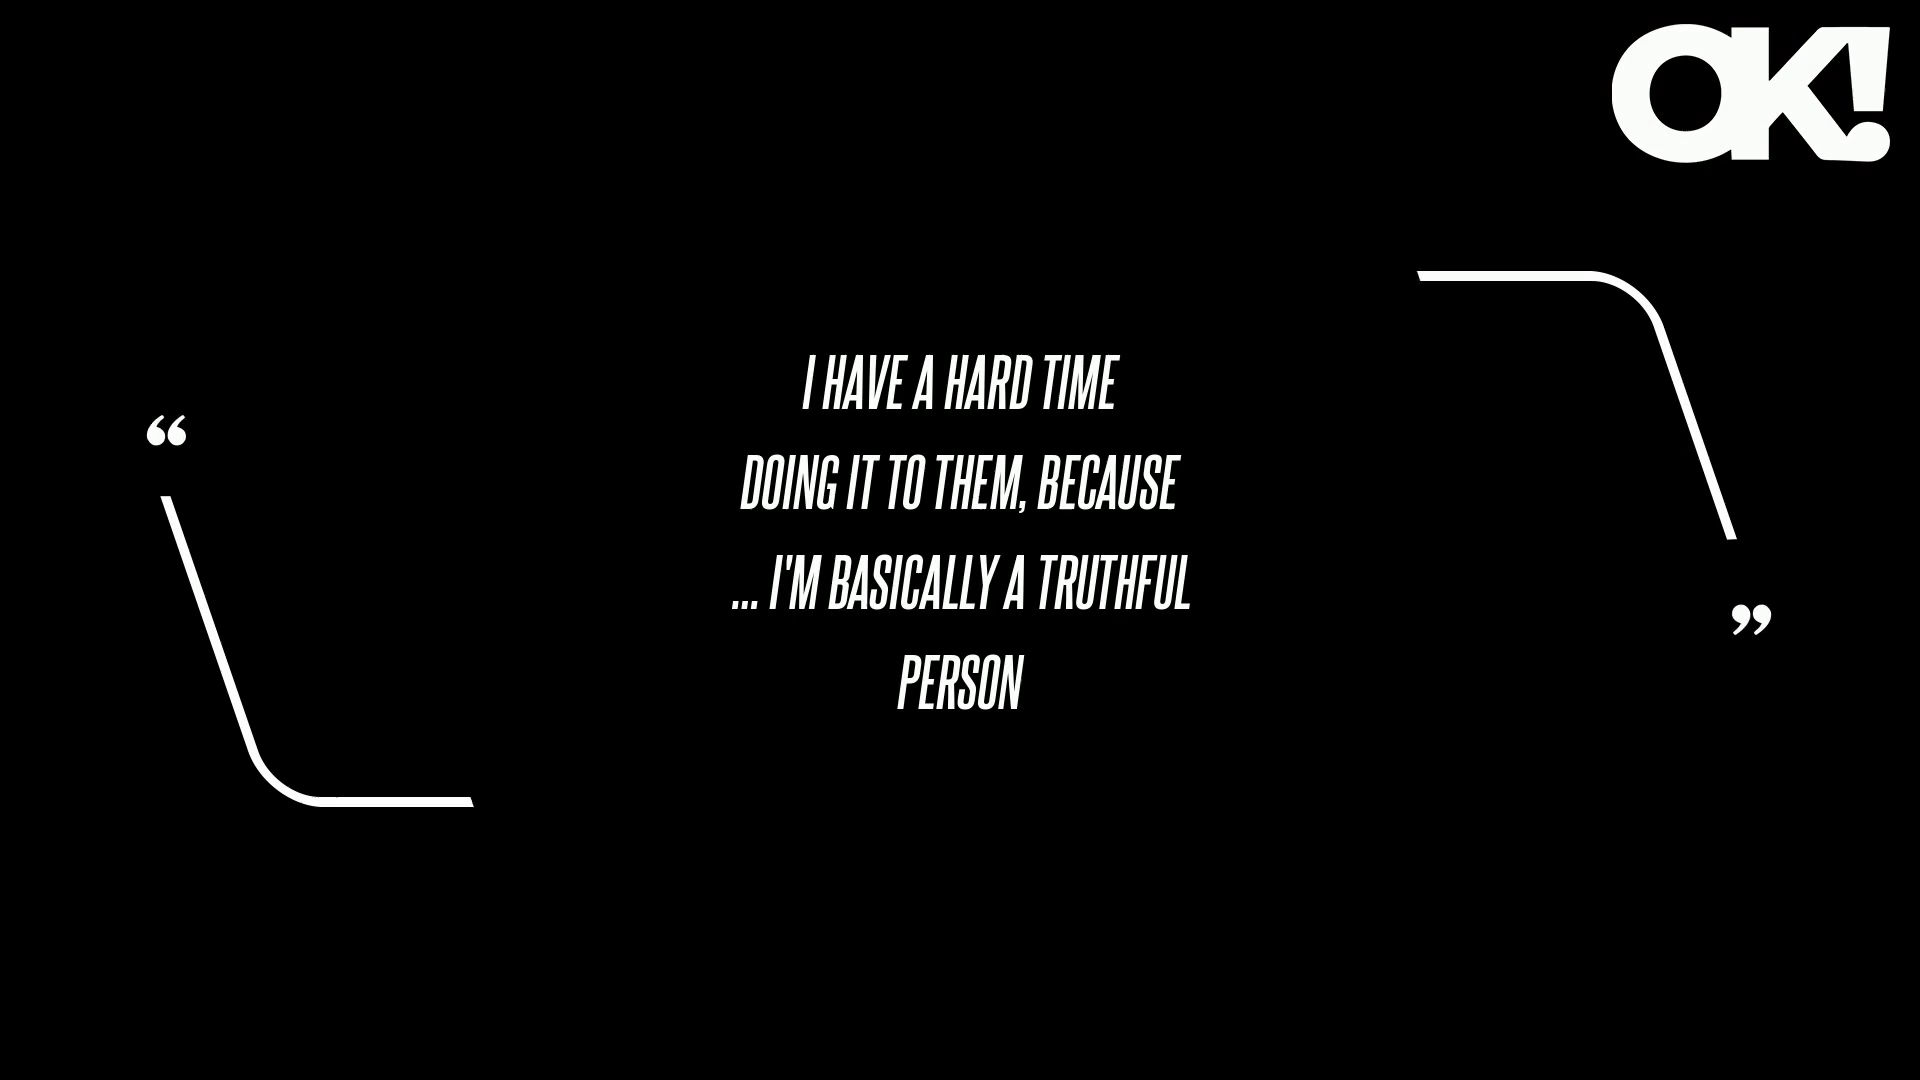 OK!
“
I HAVE A HARD TIME
DOING IT TO THEM, BECAUSE
... I'M BASICALLY A TRUTHFUL
PERSON
”